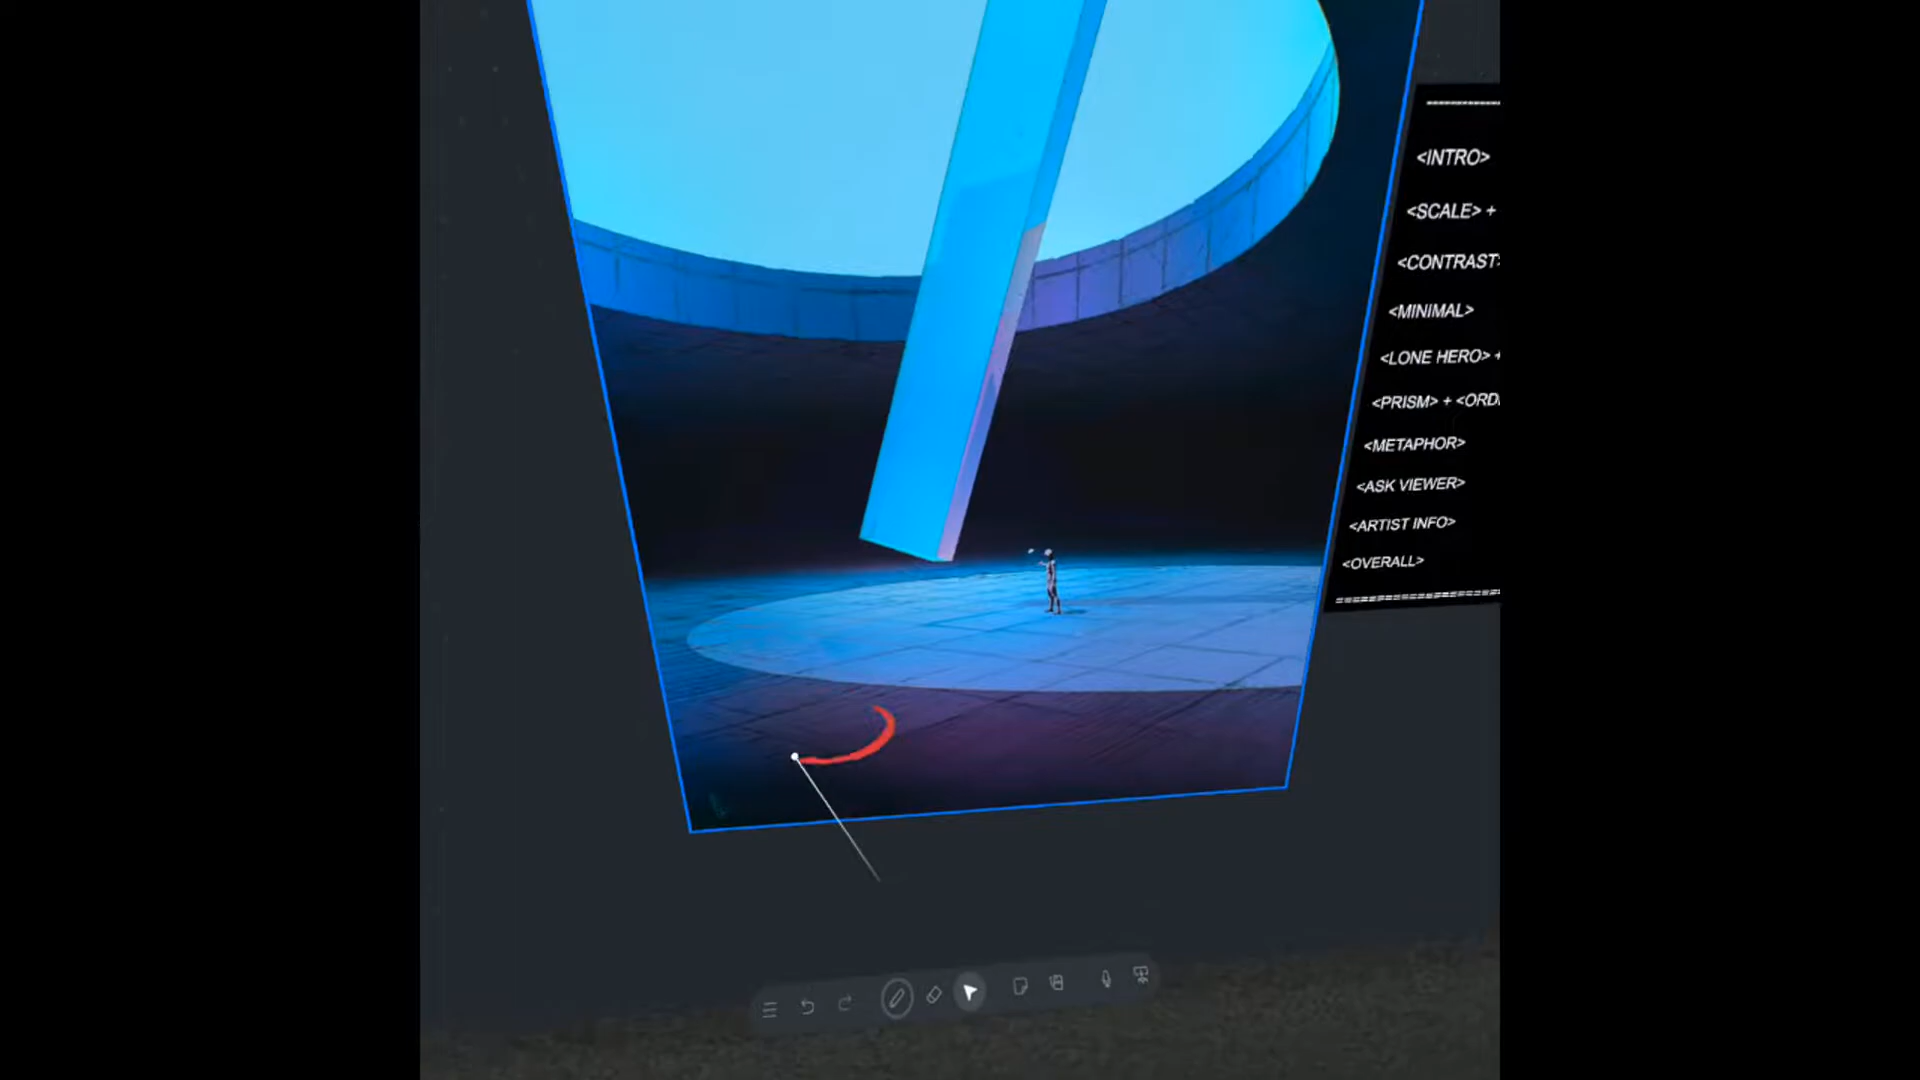 <INTRO>
<SCALE> +
<CONTRAST>
<MINIMAL>
<LONE HERO> +
<PRISM> + <ORD
<METAPHOR>
<ASK VIEWER>
<ARTIST INFO>
<OVERALL>